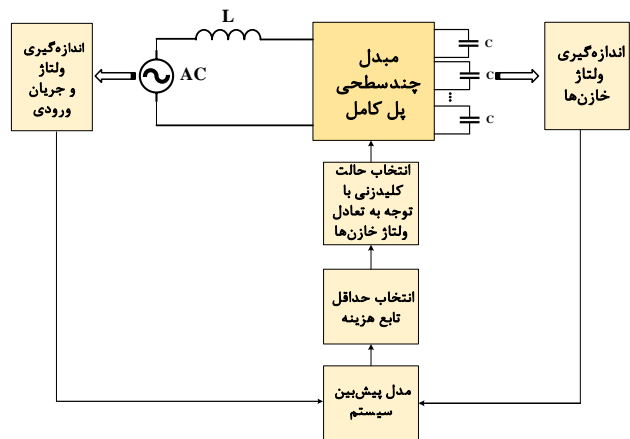 اندازه‌گیری
ولتاژ
و جریان
ورودی
L
AC
مبدل
چندسطحی
پل کامل
C
C
C
اندازه‌گیری
ولتاژ
خازن‌ها
انتخاب حالت
کلیدزنی با
توجه به تعادل
ولتاژ خازن‌ها
انتخاب حداقل
تابع هزینه
مدل پیش‌بین
سیستم